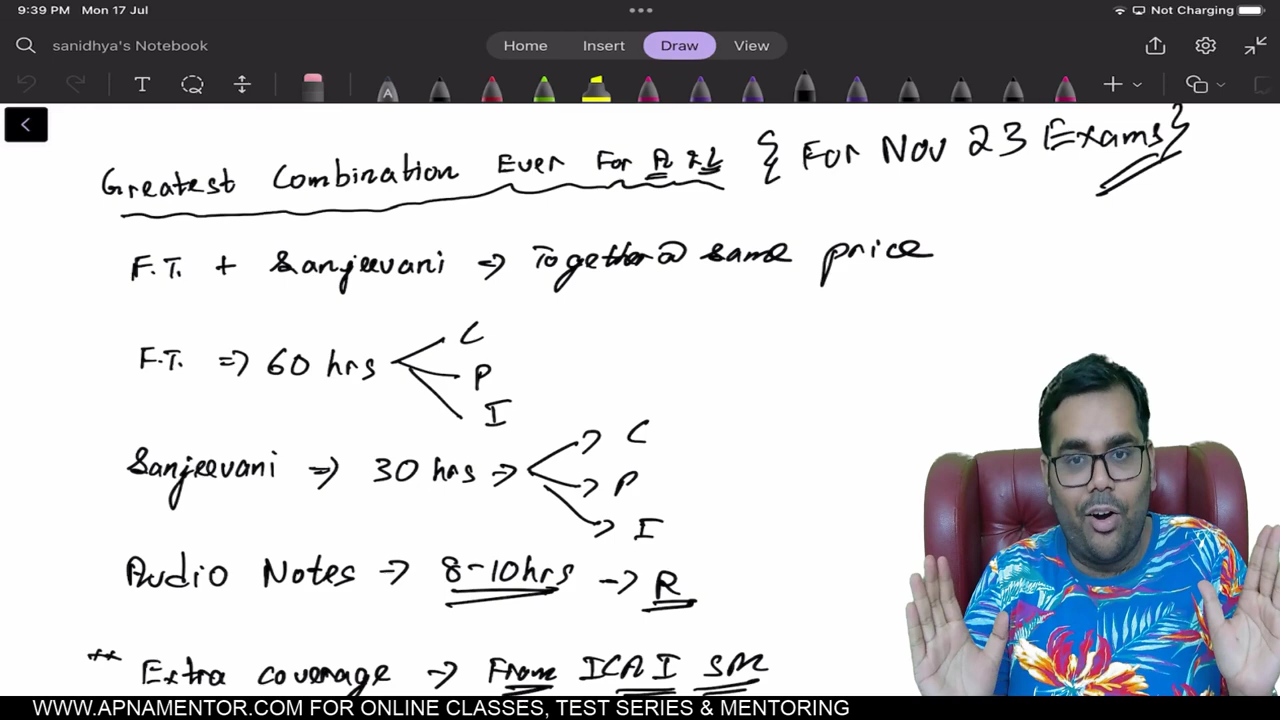 9:39 PM Mon 17 Jul
Not Charging
sanidhya's Notebook
Home Insert Draw View
T
A
Greatest Combination Ever For & { For Nov 23 Exams }
F.T. + Sanjeevani => Together @ same price
F.T. => 60 hrs
C
P
I
Sanjeevani => 30 hrs =>
-> C
-> P
-> I
Audio Notes -> 8-10 hrs -> R
** Extra coverage -> From ICAI SM
WWW.APNAMENTOR.COM FOR ONLINE CLASSES, TEST SERIES & MENTORING